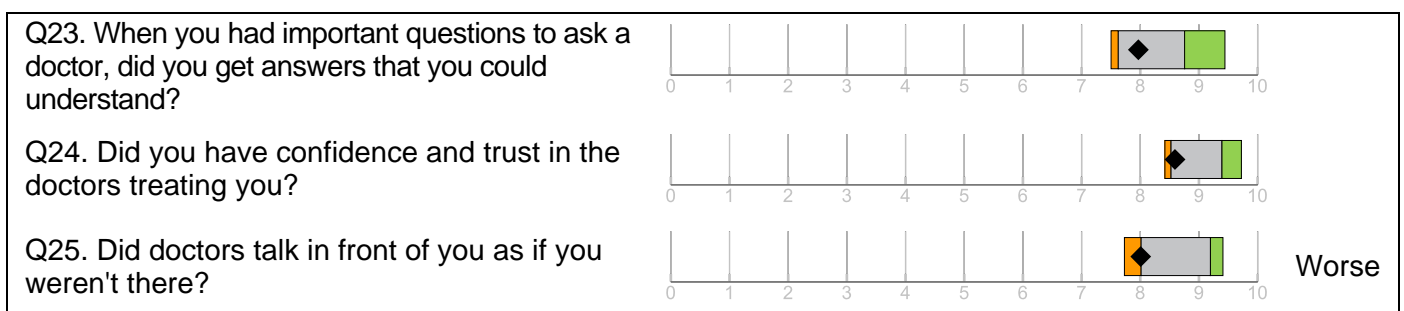 Q23. When you had important questions to ask a
doctor, did you get answers that you could
understand?
0 1 2 3 4 5 6 7 8 9 10
Q24. Did you have confidence and trust in the
doctors treating you?
0 1 2 3 4 5 6 7 8 9 10
Q25. Did doctors talk in front of you as if you
weren't there?
Worse
0 1 2 3 4 5 6 7 8 9 10